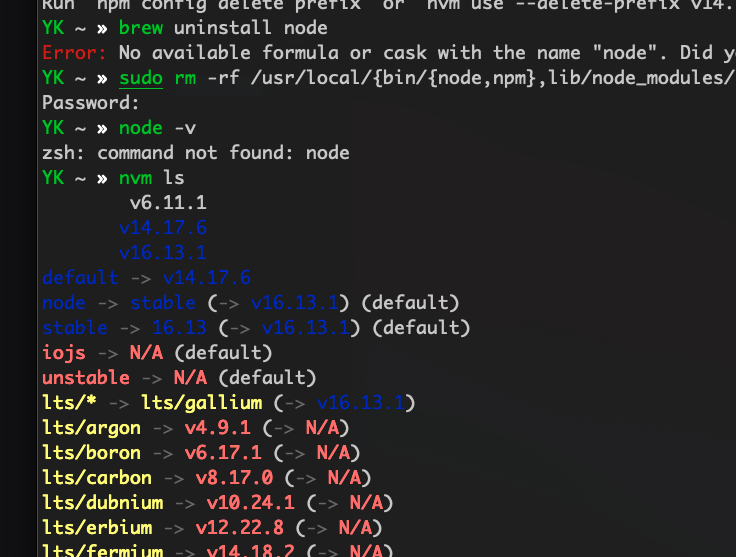 Run `npm config delete prefix` or `nvm use --delete-prefix v14.
YK ~ » brew uninstall node
Error: No available formula or cask with the name "node". Did y
YK ~ » sudo rm -rf /usr/local/{bin/{node,npm},lib/node_modules/
Password:
YK ~ » node -v
zsh: command not found: node
YK ~ » nvm ls
v6.11.1
v14.17.6
v16.13.1
default -> v14.17.6
node -> stable (-> v16.13.1) (default)
stable -> 16.13 (-> v16.13.1) (default)
iojs -> N/A (default)
unstable -> N/A (default)
lts/* -> lts/gallium (-> v16.13.1)
lts/argon -> v4.9.1 (-> N/A)
lts/boron -> v6.17.1 (-> N/A)
lts/carbon -> v8.17.0 (-> N/A)
lts/dubnium -> v10.24.1 (-> N/A)
lts/erbium -> v12.22.8 (-> N/A)
lts/fermium -> v14.18.2 (-> N/A)